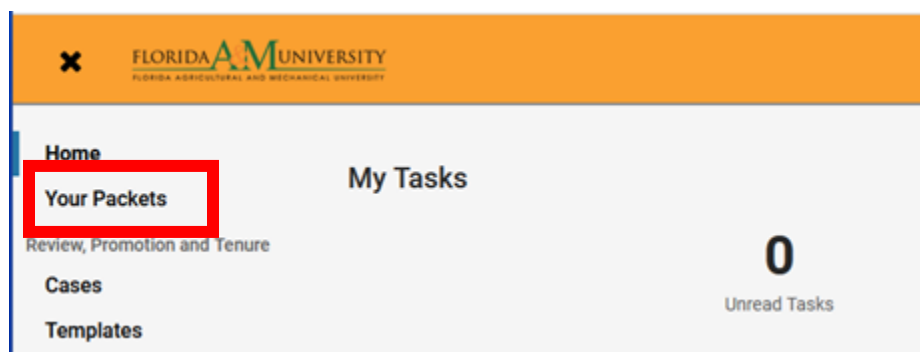 FLORIDA A&M UNIVERSITY
FLORIDA AGRICULTURAL AND MECHANICAL UNIVERSITY
Home
Your Packets
Review, Promotion and Tenure
Cases
Templates
My Tasks
0
Unread Tasks